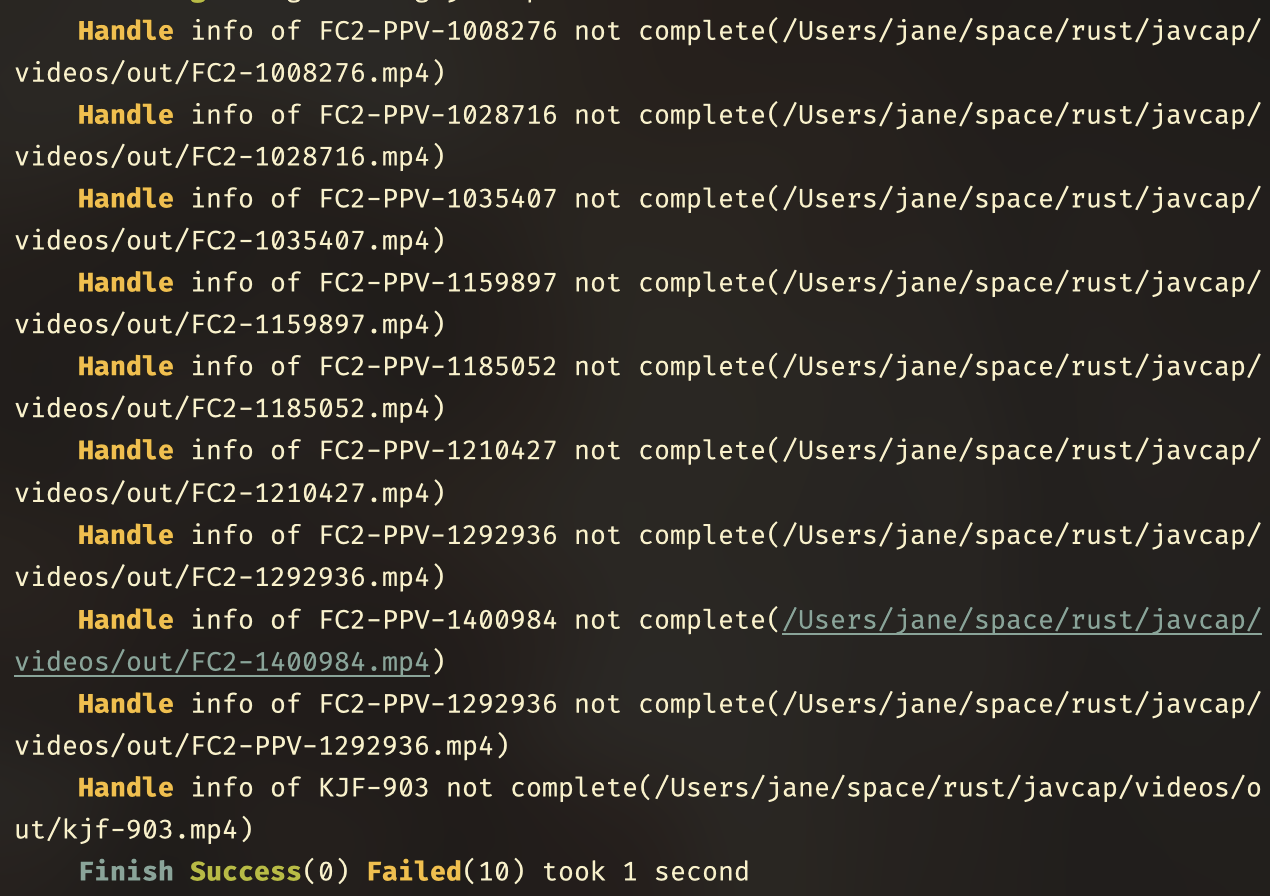 Handle info of FC2-PPV-1008276 not complete(/Users/jane/space/rust/javcap/
videos/out/FC2-1008276.mp4)
Handle info of FC2-PPV-1028716 not complete(/Users/jane/space/rust/javcap/
videos/out/FC2-1028716.mp4)
Handle info of FC2-PPV-1035407 not complete(/Users/jane/space/rust/javcap/
videos/out/FC2-1035407.mp4)
Handle info of FC2-PPV-1159897 not complete(/Users/jane/space/rust/javcap/
videos/out/FC2-1159897.mp4)
Handle info of FC2-PPV-1185052 not complete(/Users/jane/space/rust/javcap/
videos/out/FC2-1185052.mp4)
Handle info of FC2-PPV-1210427 not complete(/Users/jane/space/rust/javcap/
videos/out/FC2-1210427.mp4)
Handle info of FC2-PPV-1292936 not complete(/Users/jane/space/rust/javcap/
videos/out/FC2-1292936.mp4)
Handle info of FC2-PPV-1400984 not complete(/Users/jane/space/rust/javcap/
videos/out/FC2-1400984.mp4)
Handle info of FC2-PPV-1292936 not complete(/Users/jane/space/rust/javcap/
videos/out/FC2-PPV-1292936.mp4)
Handle info of KJF-903 not complete(/Users/jane/space/rust/javcap/videos/o
ut/kjf-903.mp4)
Finish Success(0) Failed(10) took 1 second